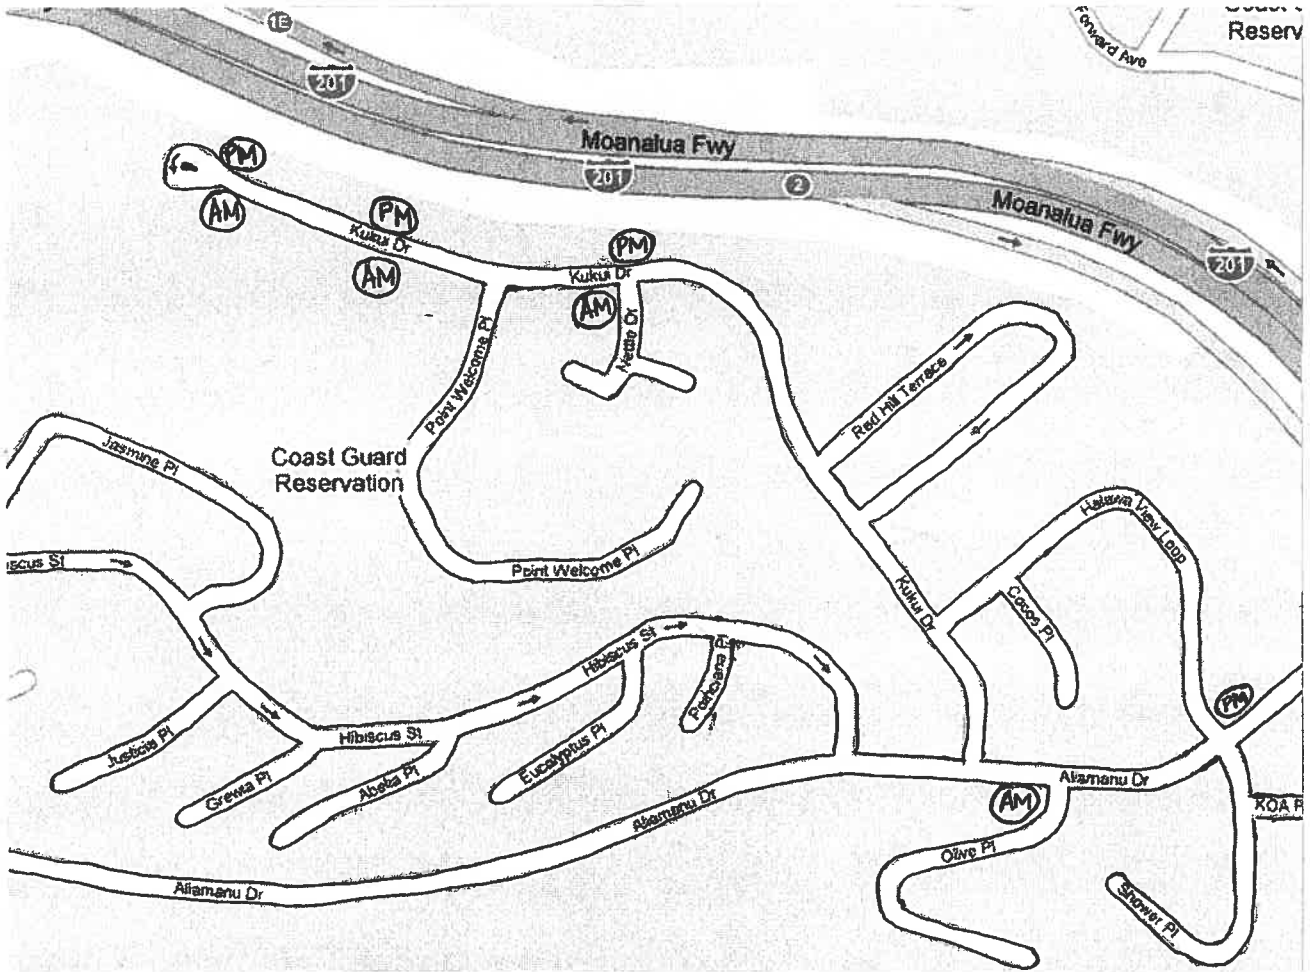 1E
201
Forward Ave
Reserv
Moanalua Fwy
201
2
Moanalua Fwy
201
PM
AM
PM
Kukui Dr
AM
PM
Kukui Dr
AM
Nettle Dr
Point Welcome Pl
Red Hill Terrace
Jasmine Pl
Coast Guard
Reservation
Halawa View Loop
iscus St
Point Welcome Pl
Kukui Dr
Cocos Pl
Hibiscus St
Poinciana Pl
PM
Justicia Pl
Hibiscus St
Eucalyptus Pl
Grewia Pl
Abelia Pl
Aliamanu Dr
AM
Aliamanu Dr
KOA P
Olive Pl
Aliamanu Dr
Shower Pl